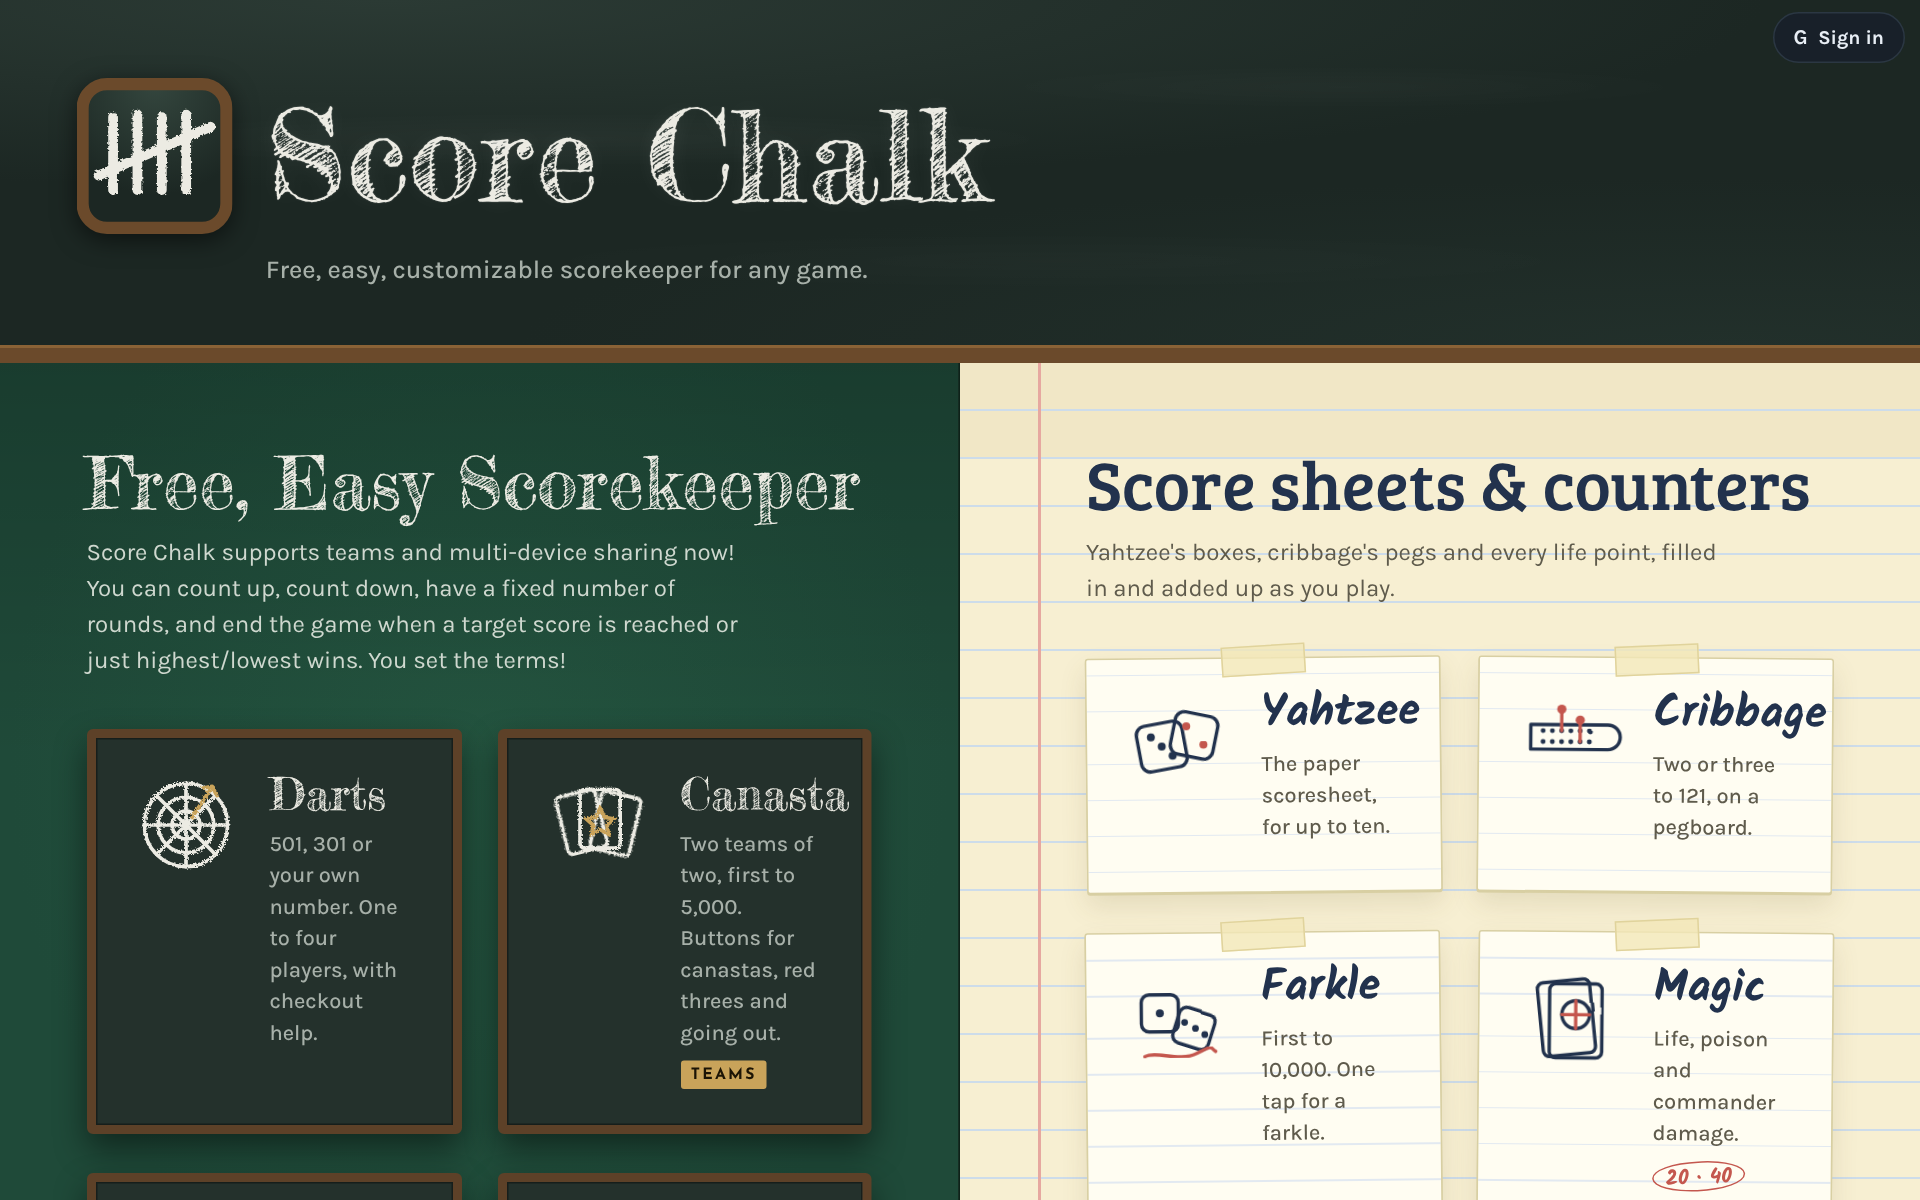 G Sign in
Score Chalk
Free, easy, customizable scorekeeper for any game.
Free, Easy Scorekeeper
Score Chalk supports teams and multi-device sharing now!
You can count up, count down, have a fixed number of
rounds, and end the game when a target score is reached or
just highest/lowest wins. You set the terms!
Darts
501, 301 or
your own
number. One
to four
players, with
checkout
help.
Canasta
Two teams of
two, first to
5,000.
Buttons for
canastas, red
threes and
going out.
TEAMS
Score sheets & counters
Yahtzee's boxes, cribbage's pegs and every life point, filled
in and added up as you play.
Yahtzee
The paper
scoresheet,
for up to ten.
Cribbage
Two or three
to 121, on a
pegboard.
Farkle
First to
10,000. One
tap for a
farkle.
Magic
Life, poison
and
commander
damage.
20 · 40